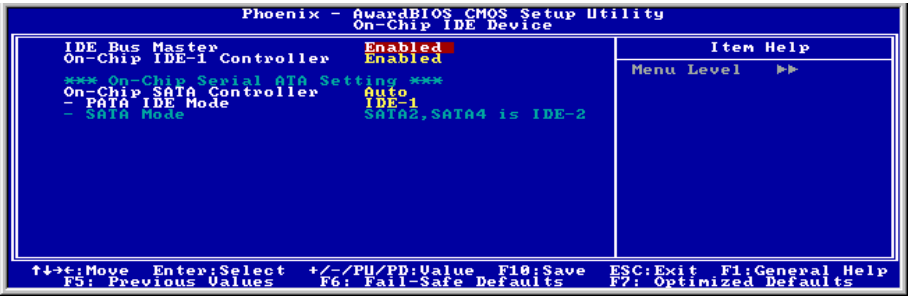 Phoenix - AwardBIOS CMOS Setup Utility
On-Chip IDE Device
IDE Bus Master Enabled
On-Chip IDE-1 Controller Enabled
*** On-Chip Serial ATA Setting ***
On-Chip SATA Controller Auto
- PATA IDE Mode IDE-1
- SATA Mode SATA2,SATA4 is IDE-2
Item Help
Menu Level ▶▶
↑↓→←:Move Enter:Select +/-/PU/PD:Value F10:Save ESC:Exit F1:General Help
F5: Previous Values F6: Fail-Safe Defaults F7: Optimized Defaults